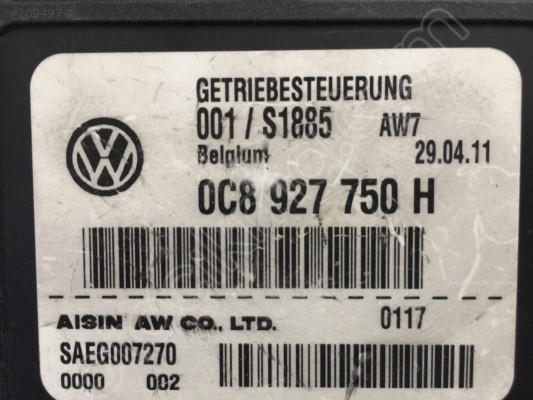 #2094974
GETRIEBESTEUERUNG
001 / S1885 AW7
Belgium 29.04.11
0C8 927 750 H
AISIN AW CO., LTD. 0117
SAEG007270
0000 002